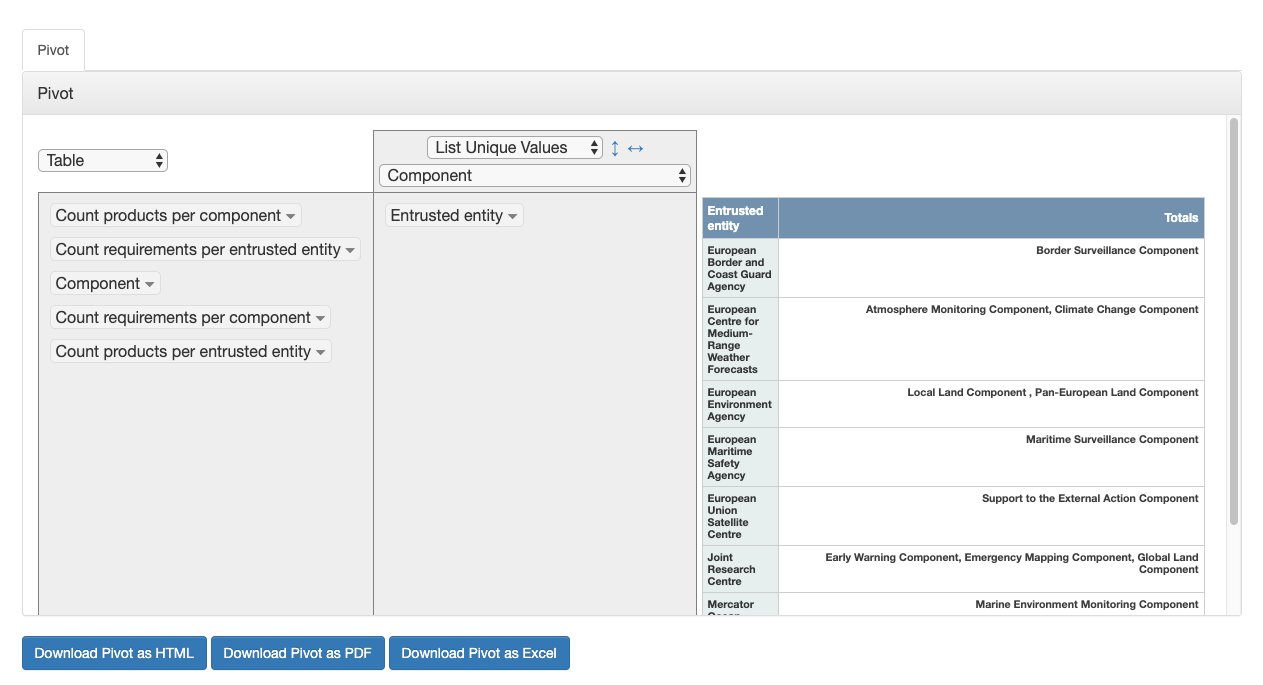 Pivot
Pivot
Table
List Unique Values
Component
Count products per component
Count requirements per entrusted entity
Component
Count requirements per component
Count products per entrusted entity
Entrusted entity
Entrusted
entity
Totals
European
Border and
Coast Guard
Agency
Border Surveillance Component
European
Centre for
Medium-
Range
Weather
Forecasts
Atmosphere Monitoring Component, Climate Change Component
European
Environment
Agency
Local Land Component , Pan-European Land Component
European
Maritime
Safety
Agency
Maritime Surveillance Component
European
Union
Satellite
Centre
Support to the External Action Component
Joint
Research
Centre
Early Warning Component, Emergency Mapping Component, Global Land
Component
Mercator
Marine Environment Monitoring Component
Download Pivot as HTML
Download Pivot as PDF
Download Pivot as Excel